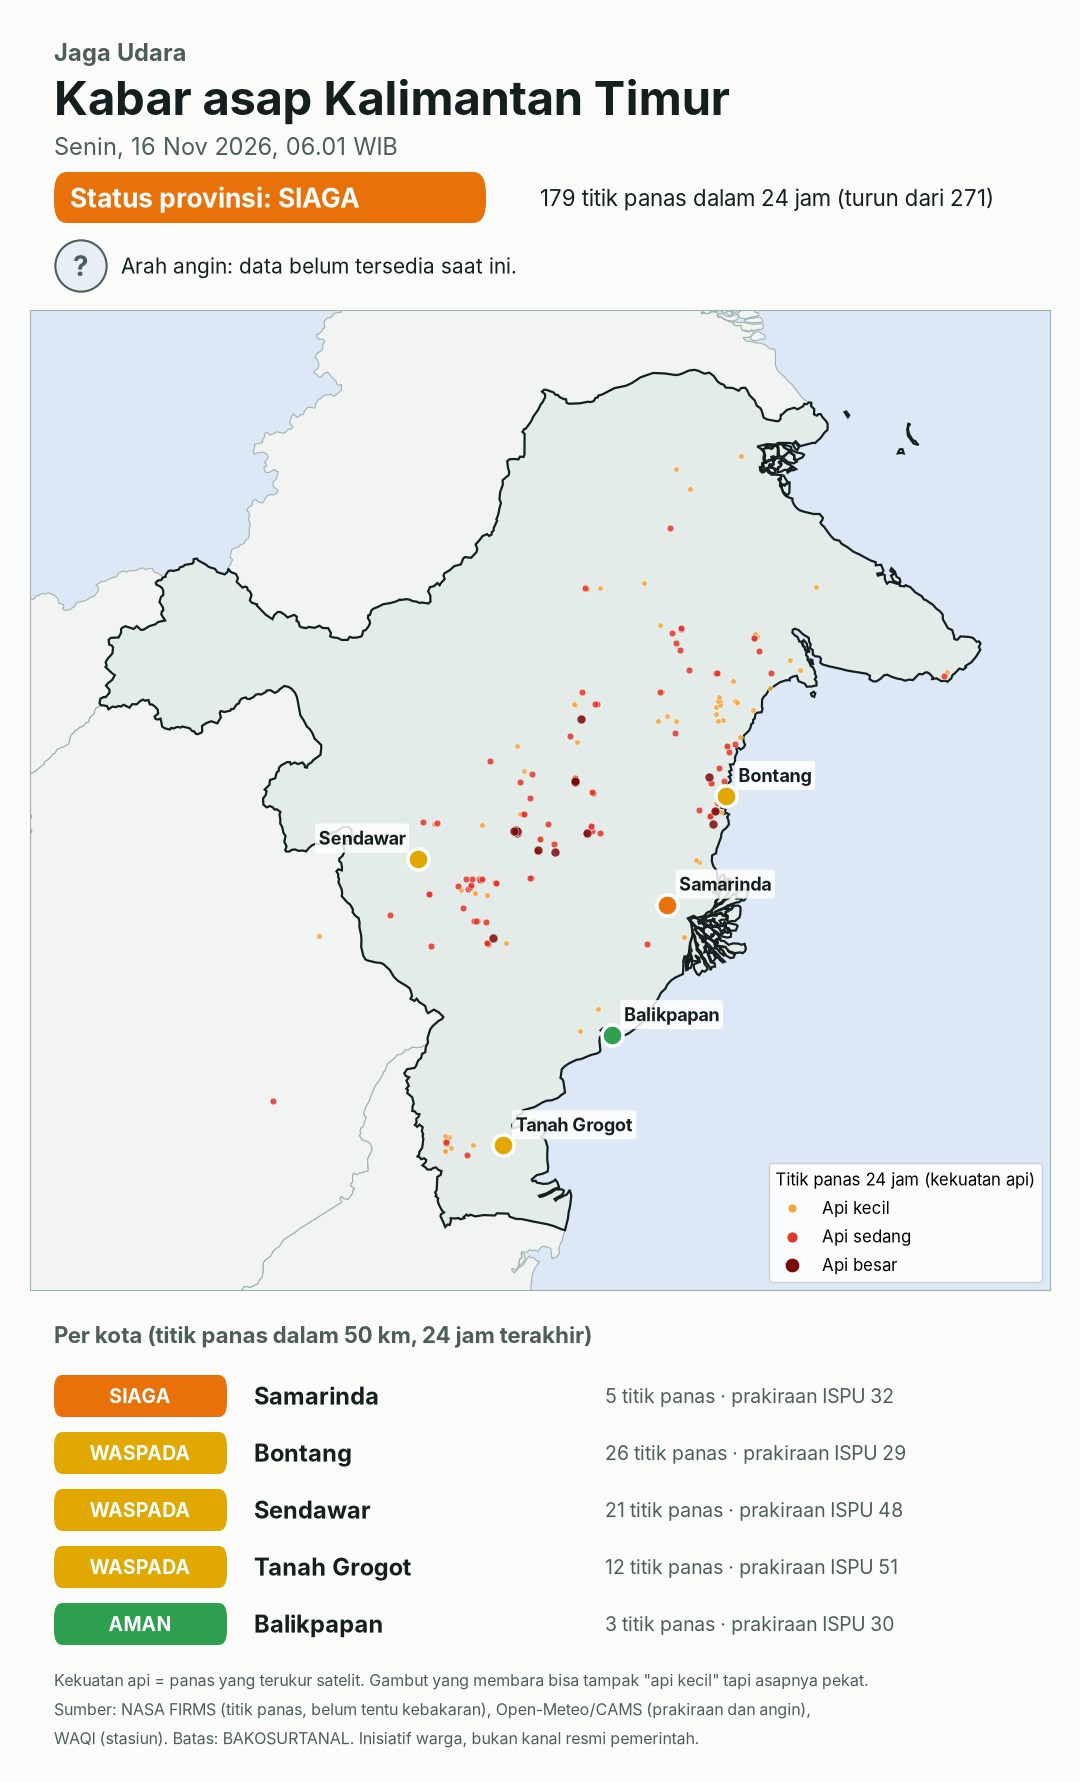 Jaga Udara
Kabar asap Kalimantan Timur
Senin, 16 Nov 2026, 06.01 WIB
Status provinsi: SIAGA
179 titik panas dalam 24 jam (turun dari 271)
?
Arah angin: data belum tersedia saat ini.
Bontang
Sendawar
Samarinda
Balikpapan
Tanah Grogot
Titik panas 24 jam (kekuatan api)
Api kecil
Api sedang
Api besar
Per kota (titik panas dalam 50 km, 24 jam terakhir)
SIAGA Samarinda 5 titik panas · prakiraan ISPU 32
WASPADA Bontang 26 titik panas · prakiraan ISPU 29
WASPADA Sendawar 21 titik panas · prakiraan ISPU 48
WASPADA Tanah Grogot 12 titik panas · prakiraan ISPU 51
AMAN Balikpapan 3 titik panas · prakiraan ISPU 30
Kekuatan api = panas yang terukur satelit. Gambut yang membara bisa tampak "api kecil" tapi asapnya pekat.
Sumber: NASA FIRMS (titik panas, belum tentu kebakaran), Open-Meteo/CAMS (prakiraan dan angin),
WAQI (stasiun). Batas: BAKOSURTANAL. Inisiatif warga, bukan kanal resmi pemerintah.